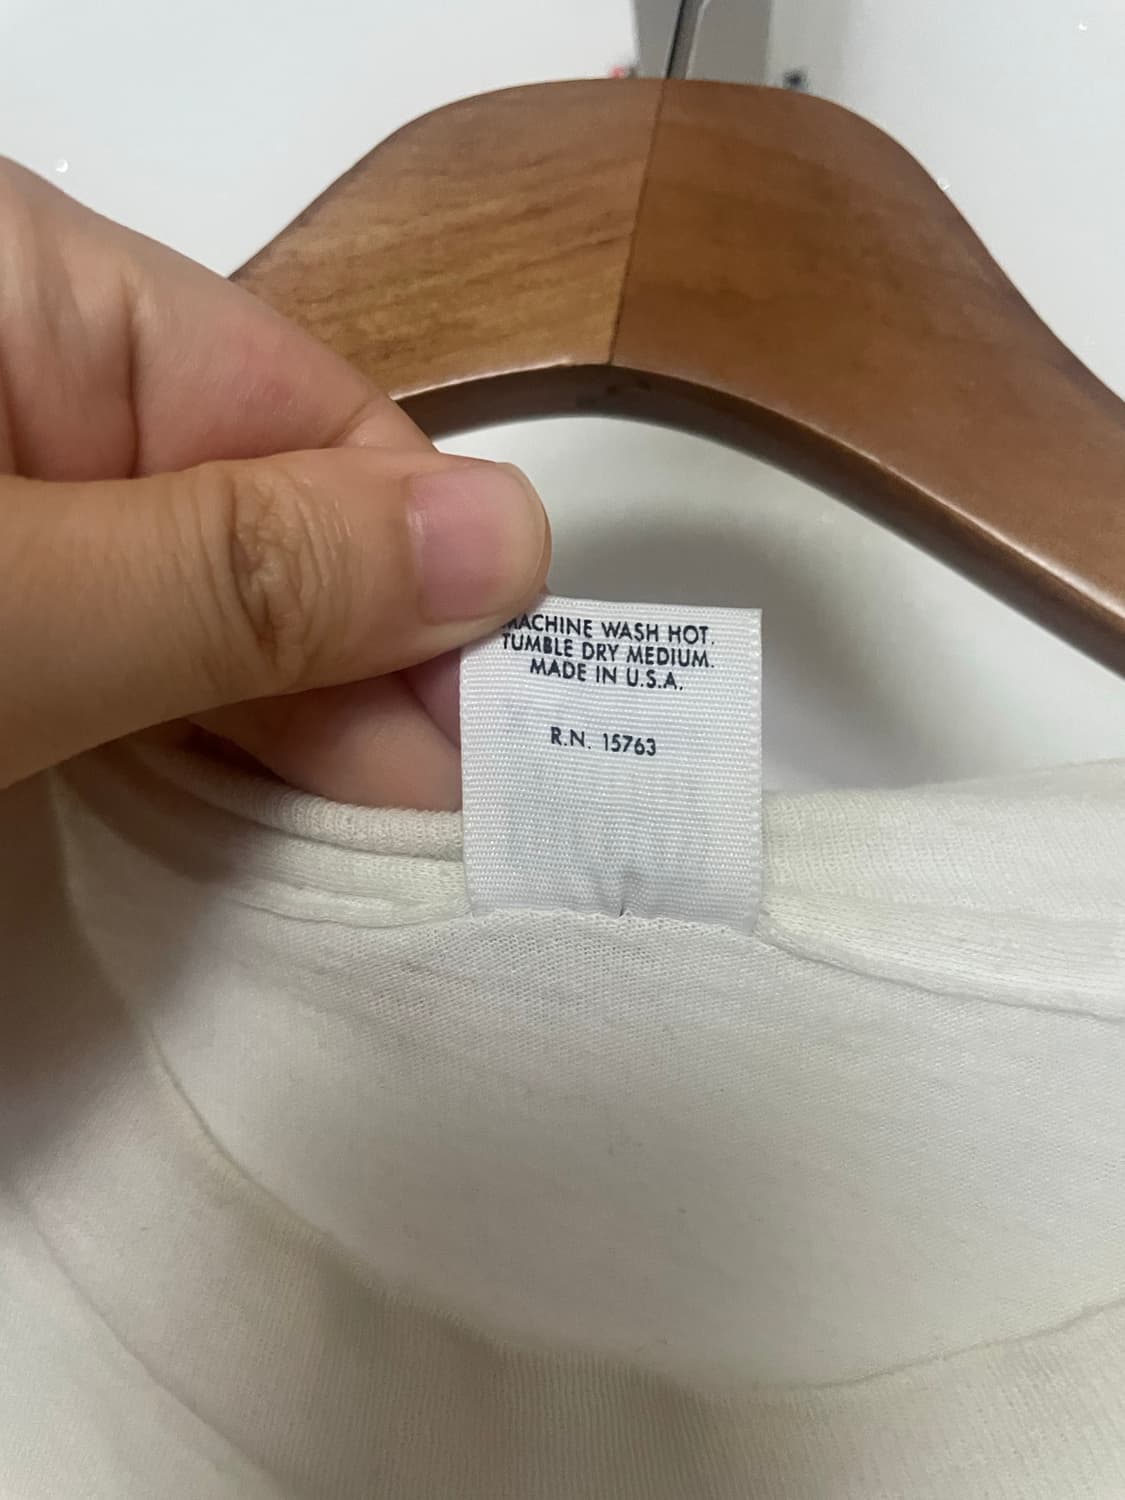 MACHINE WASH HOT.
TUMBLE DRY MEDIUM.
MADE IN U.S.A.
R.N. 15763